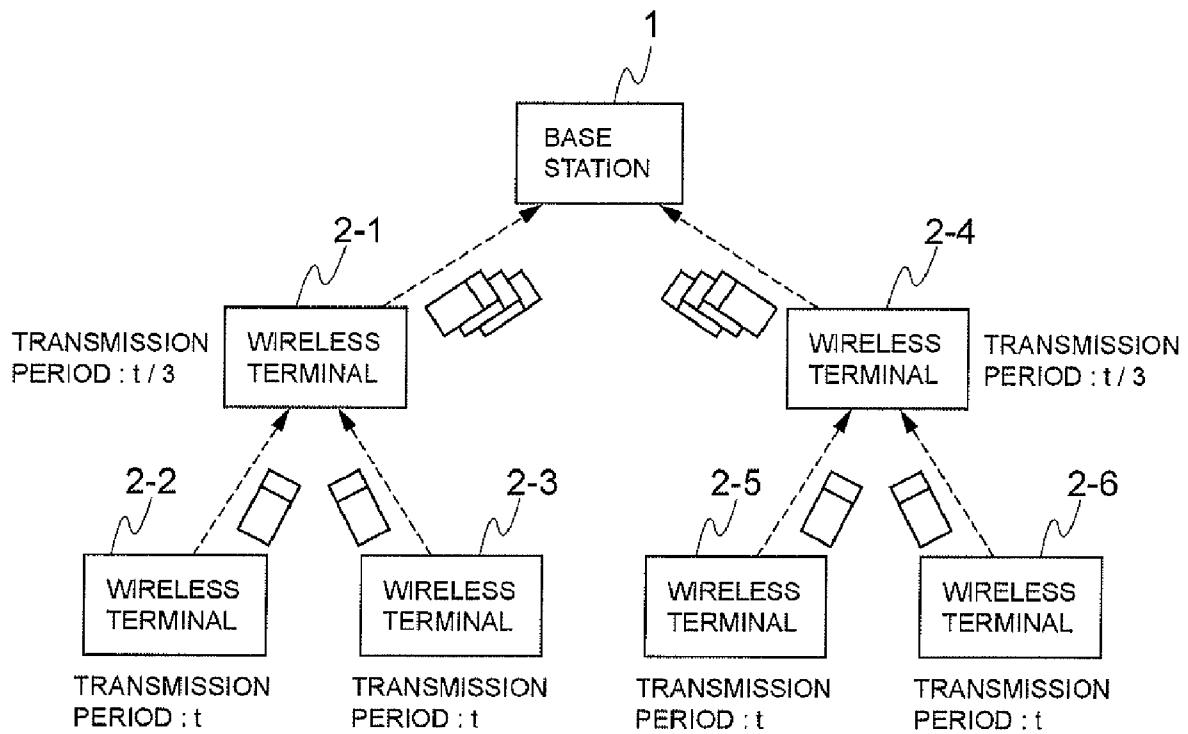 1
BASE
STATION
2-1
2-4
TRANSMISSION
PERIOD : t / 3
WIRELESS
TERMINAL
WIRELESS
TERMINAL
TRANSMISSION
PERIOD : t / 3
2-2
2-3
2-5
2-6
WIRELESS
TERMINAL
WIRELESS
TERMINAL
WIRELESS
TERMINAL
WIRELESS
TERMINAL
TRANSMISSION
PERIOD : t
TRANSMISSION
PERIOD : t
TRANSMISSION
PERIOD : t
TRANSMISSION
PERIOD : t